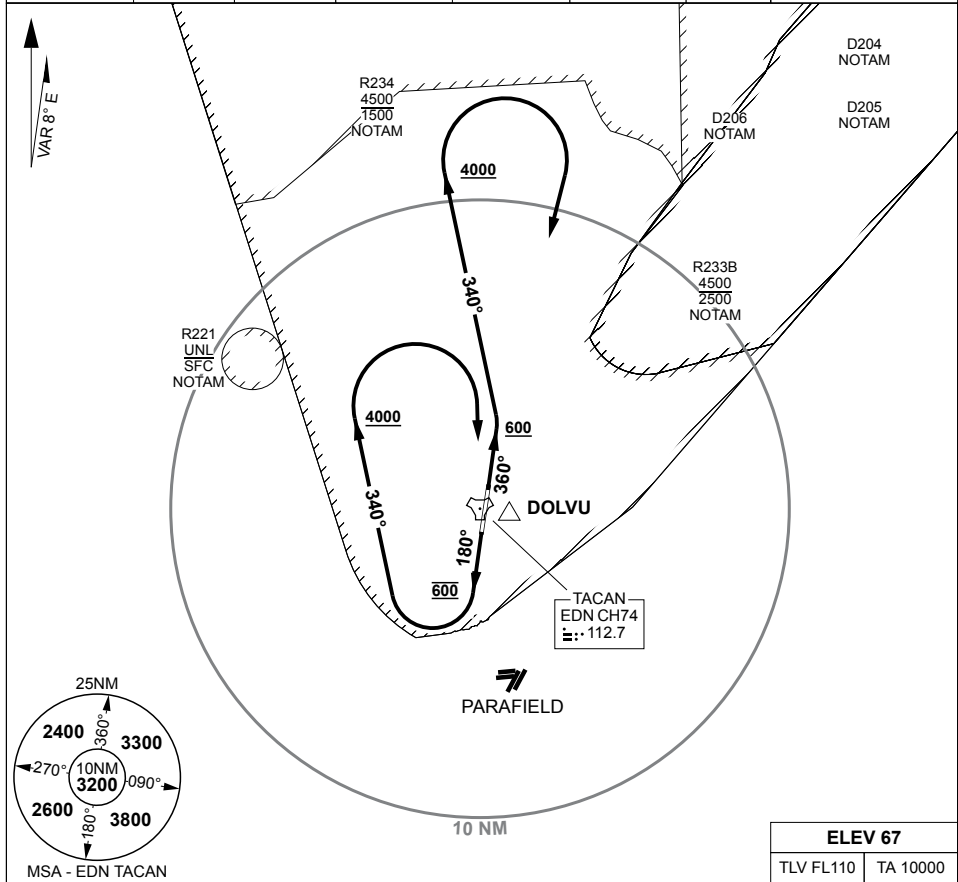 VAR 8° E
D204
NOTAM
D205
NOTAM
D206
NOTAM
R234
4500
1500
NOTAM
4000
340°
R233B
4500
2500
NOTAM
R221
UNL
SFC
NOTAM
4000
600
360°
340°
DOLVU
180°
600
TACAN
EDN CH74
112.7
PARAFIELD
25NM
2400
360°
3300
270°
10NM
3200
090°
2600
180°
3800
MSA - EDN TACAN
10 NM
ELEV 67
TLV FL110
TA 10000